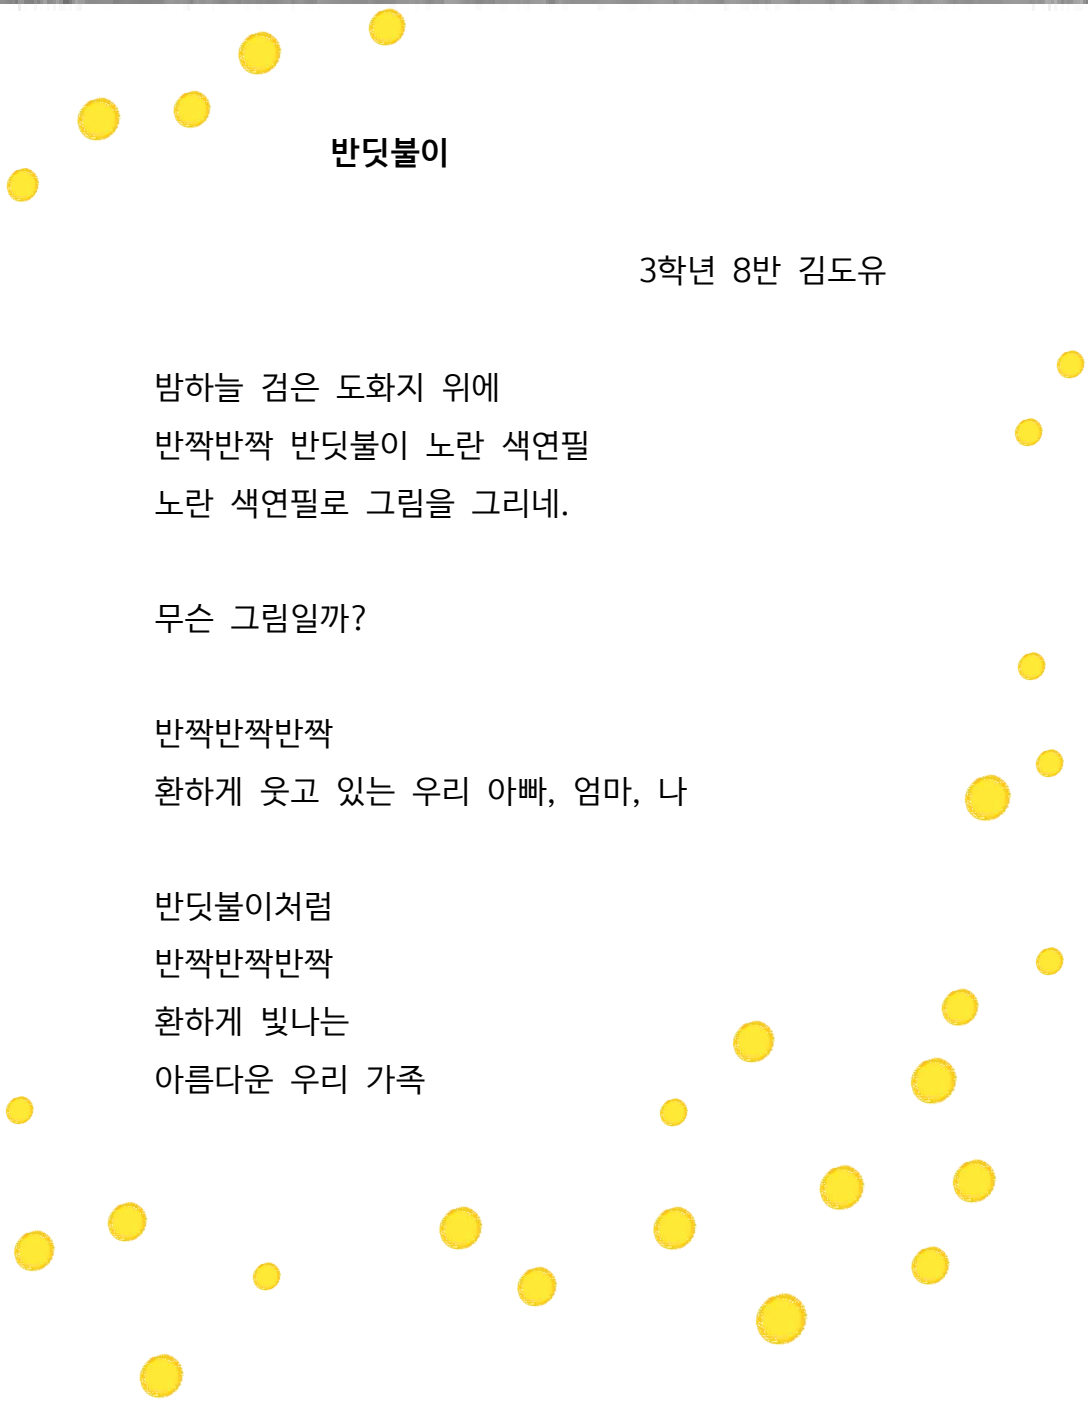 반딧불이
3학년 8반 김도유
밤하늘 검은 도화지 위에
반짝반짝 반딧불이 노란 색연필
노란 색연필로 그림을 그리네.
무슨 그림일까?
반짝반짝반짝
환하게 웃고 있는 우리 아빠, 엄마, 나
반딧불이처럼
반짝반짝반짝
환하게 빛나는
아름다운 우리 가족